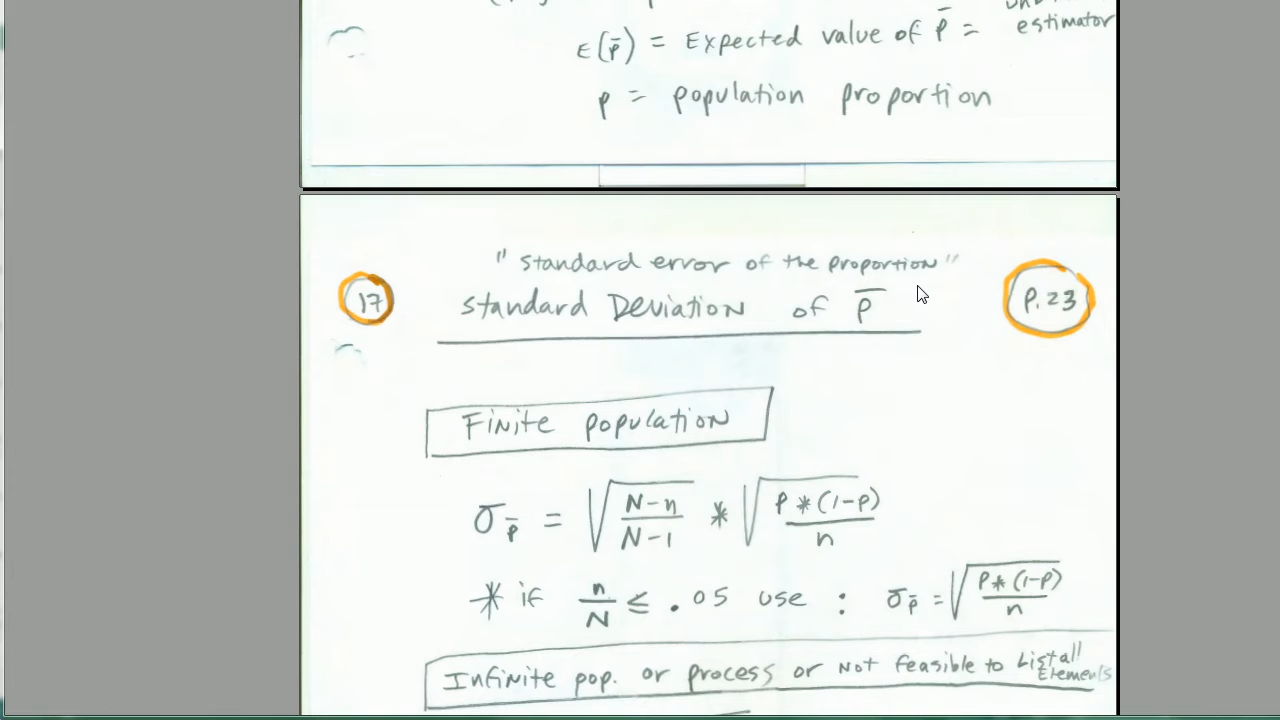 E(p̄) = Expected value of p̄ =
estimator
p = population proportion
"standard error of the proportion"
17
standard Deviation of p̄
P.23
Finite population
σp̄ = √((N-n)/(N-1)) * √((P*(1-P))/n)
* if n/N ≤ .05 use : σp̄ = √((P*(1-P))/n)
Infinite pop. or process or Not feasible to List all Elements